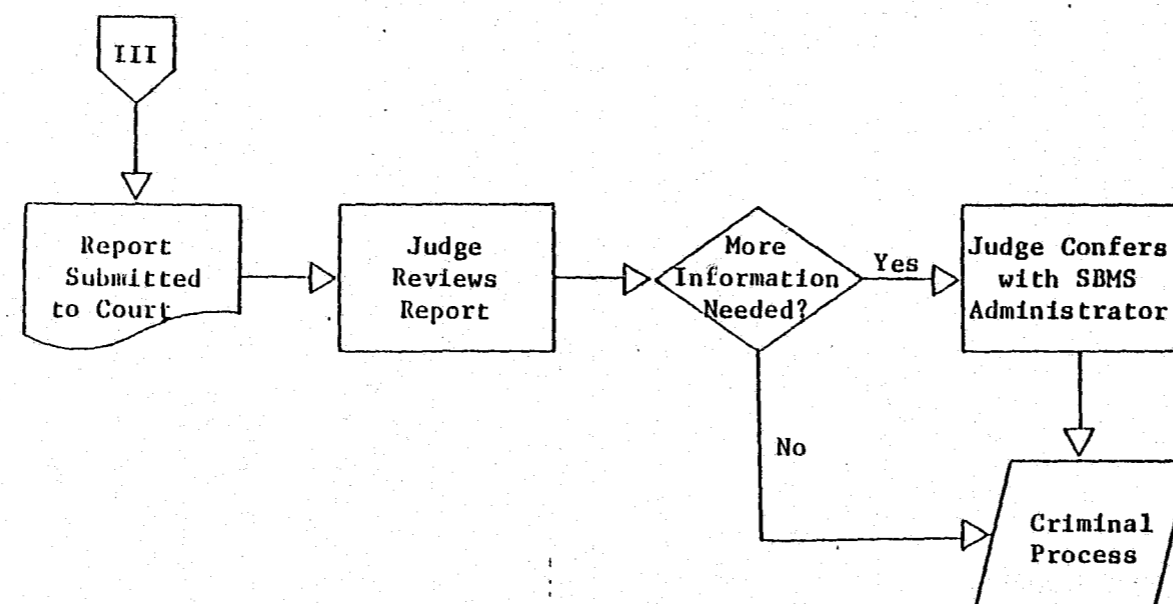 III
Report
Submitted
to Court
Judge
Reviews
Report
More
Information
Needed?
Yes
Judge Confers
with SBMS
Administrator
No
Criminal
Process